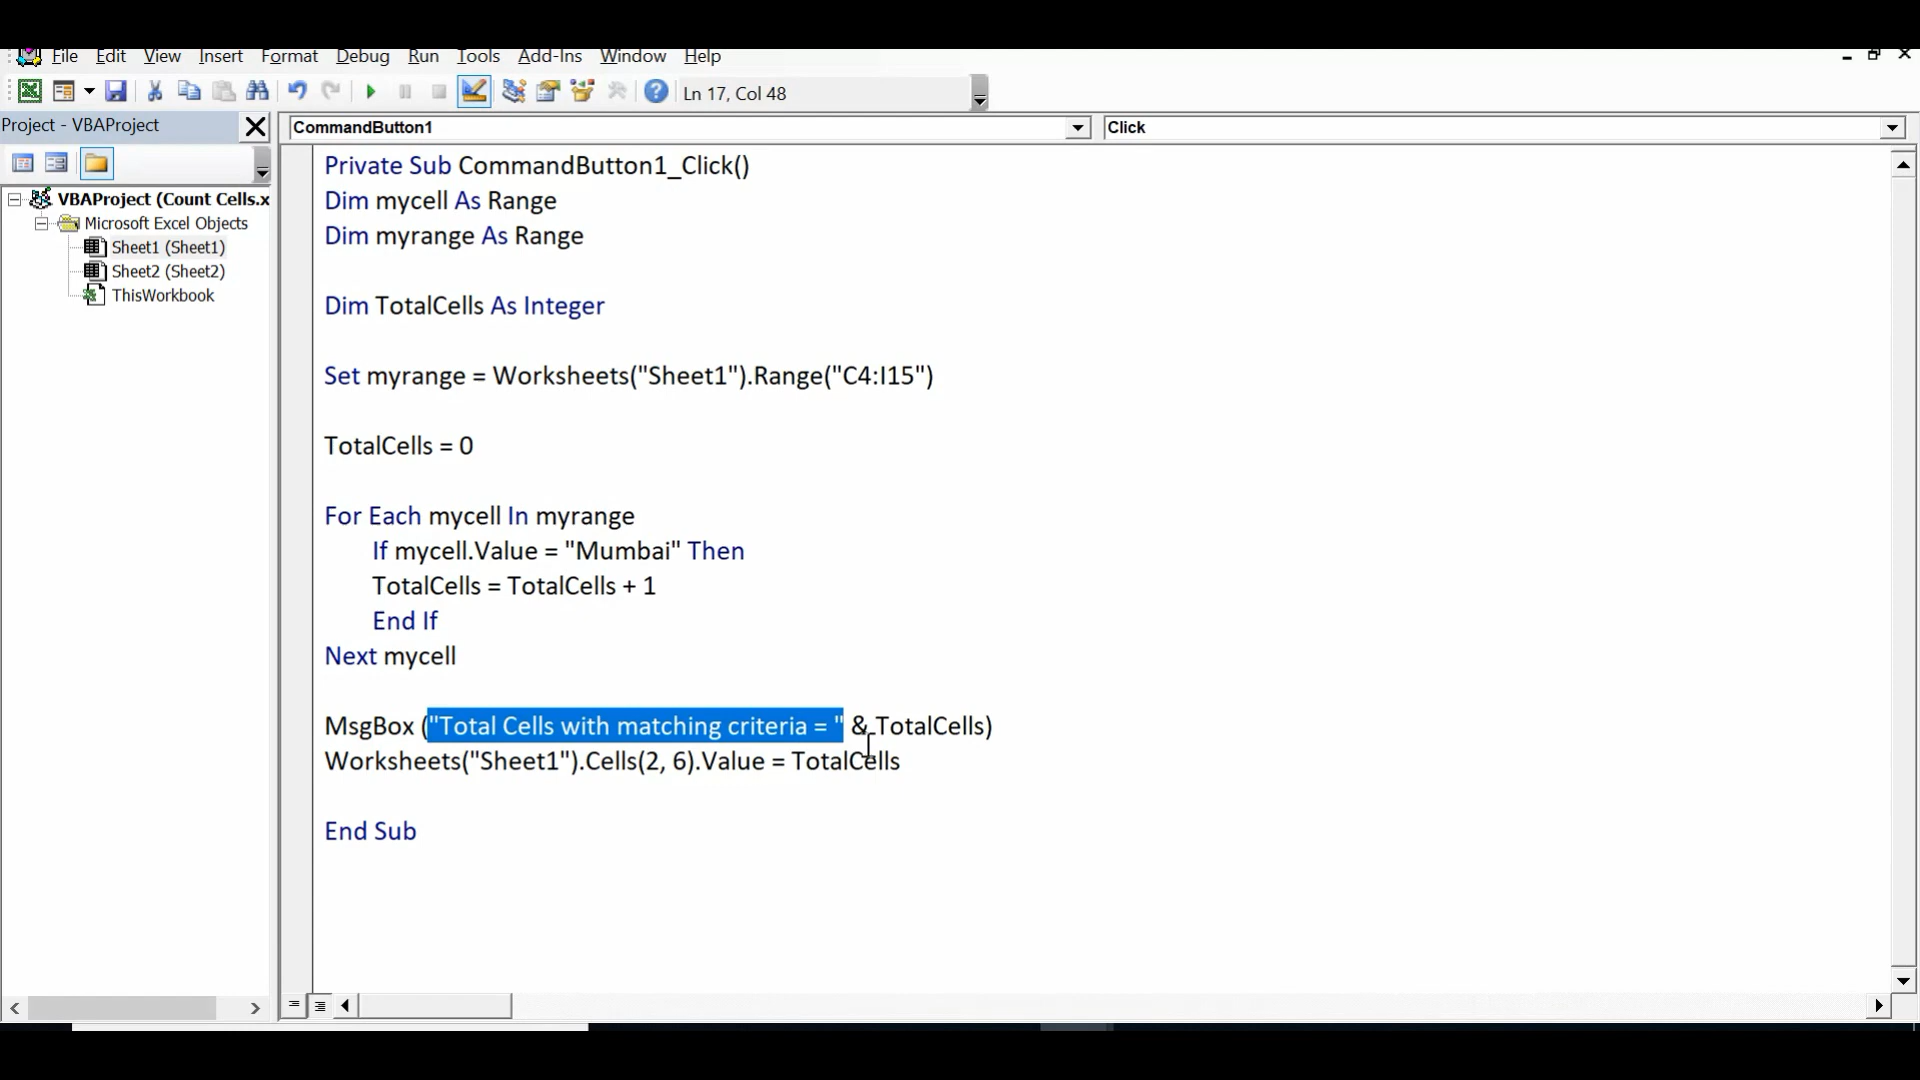 File Edit View Insert Format Debug Run Tools Add-Ins Window Help
Ln 17, Col 48
Project - VBAProject
CommandButton1 Click
VBAProject (Count Cells.x
Microsoft Excel Objects
Sheet1 (Sheet1)
Sheet2 (Sheet2)
ThisWorkbook
Private Sub CommandButton1_Click()
Dim mycell As Range
Dim myrange As Range
Dim TotalCells As Integer
Set myrange = Worksheets("Sheet1").Range("C4:I15")
TotalCells = 0
For Each mycell In myrange
If mycell.Value = "Mumbai" Then
TotalCells = TotalCells + 1
End If
Next mycell
MsgBox ("Total Cells with matching criteria = " & TotalCells)
Worksheets("Sheet1").Cells(2, 6).Value = TotalCells
End Sub